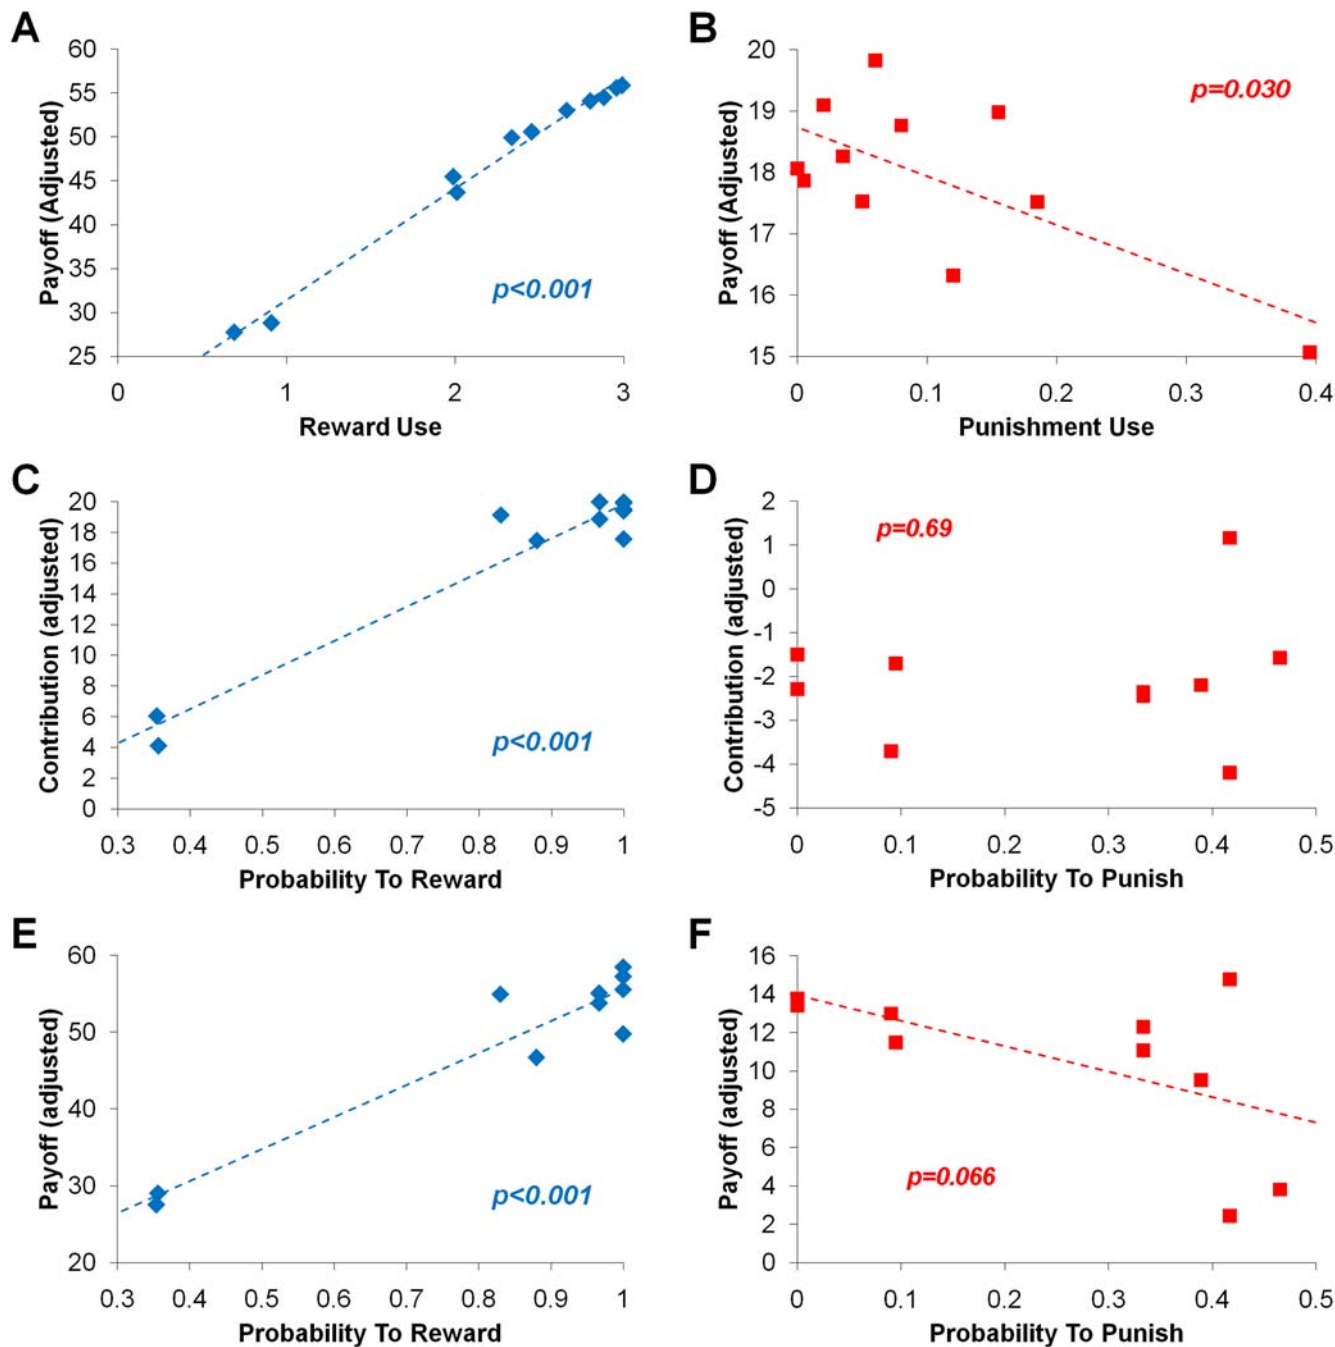 A
60
55
50
45
40
35
30
25
Payoff (Adjusted)
p<0.001
0 1 2 3
Reward Use
B
20
19
18
17
16
15
Payoff (Adjusted)
p=0.030
0 0.1 0.2 0.3 0.4
Punishment Use
C
20
18
16
14
12
10
8
6
4
2
0
Contribution (adjusted)
p<0.001
0.3 0.4 0.5 0.6 0.7 0.8 0.9 1
Probability To Reward
D
2
1
0
-1
-2
-3
-4
-5
Contribution (adjusted)
p=0.69
0 0.1 0.2 0.3 0.4 0.5
Probability To Punish
E
60
50
40
30
20
Payoff (adjusted)
p<0.001
0.3 0.4 0.5 0.6 0.7 0.8 0.9 1
Probability To Reward
F
16
14
12
10
8
6
4
2
0
Payoff (adjusted)
p=0.066
0 0.1 0.2 0.3 0.4 0.5
Probability To Punish